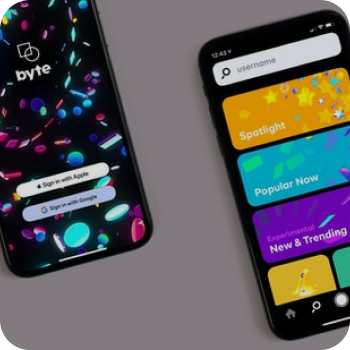 byte
Sign in with Apple
Sign in with Google
12:43
username
Spotlight
Popular Now
Experimental
New & Trending